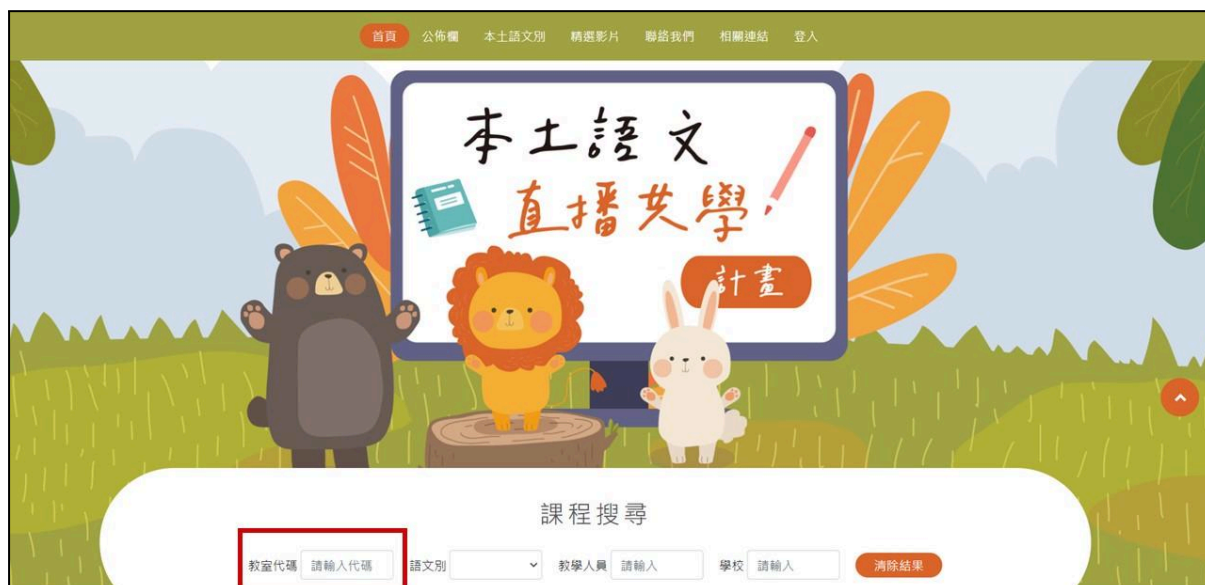 首頁 公佈欄 本土語文別 精選影片 聯絡我們 相關連結 登入
本土語文
直播共學
計畫
課程搜尋
教室代碼 請輸入代碼 語文別 教學人員 請輸入 學校 請輸入 清除結果